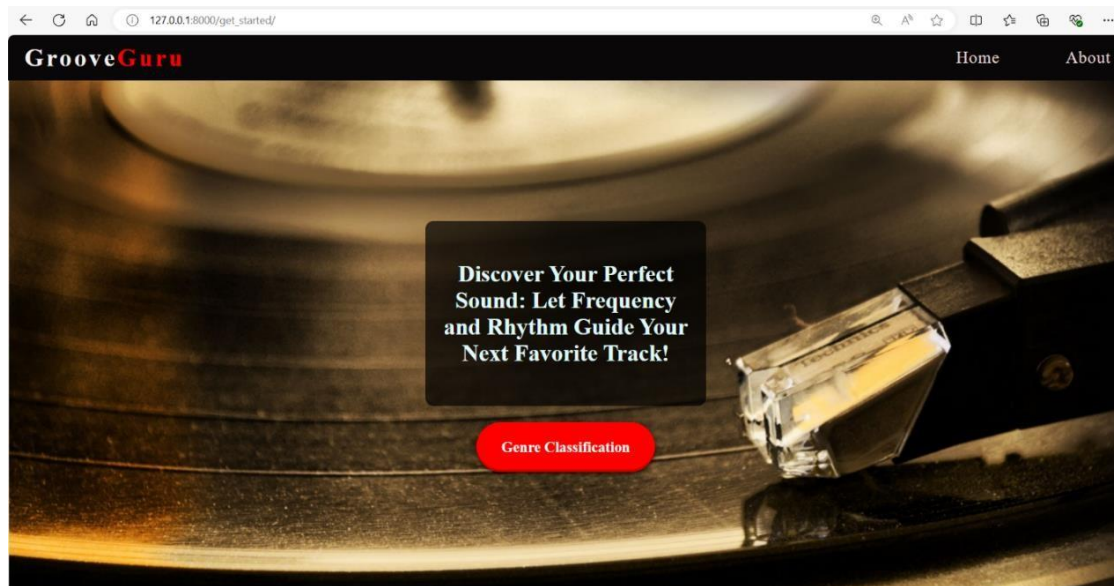 127.0.0.1:8000/get_started/
GrooveGuru
Home
About
Discover Your Perfect
Sound: Let Frequency
and Rhythm Guide Your
Next Favorite Track!
Technics
Genre Classification